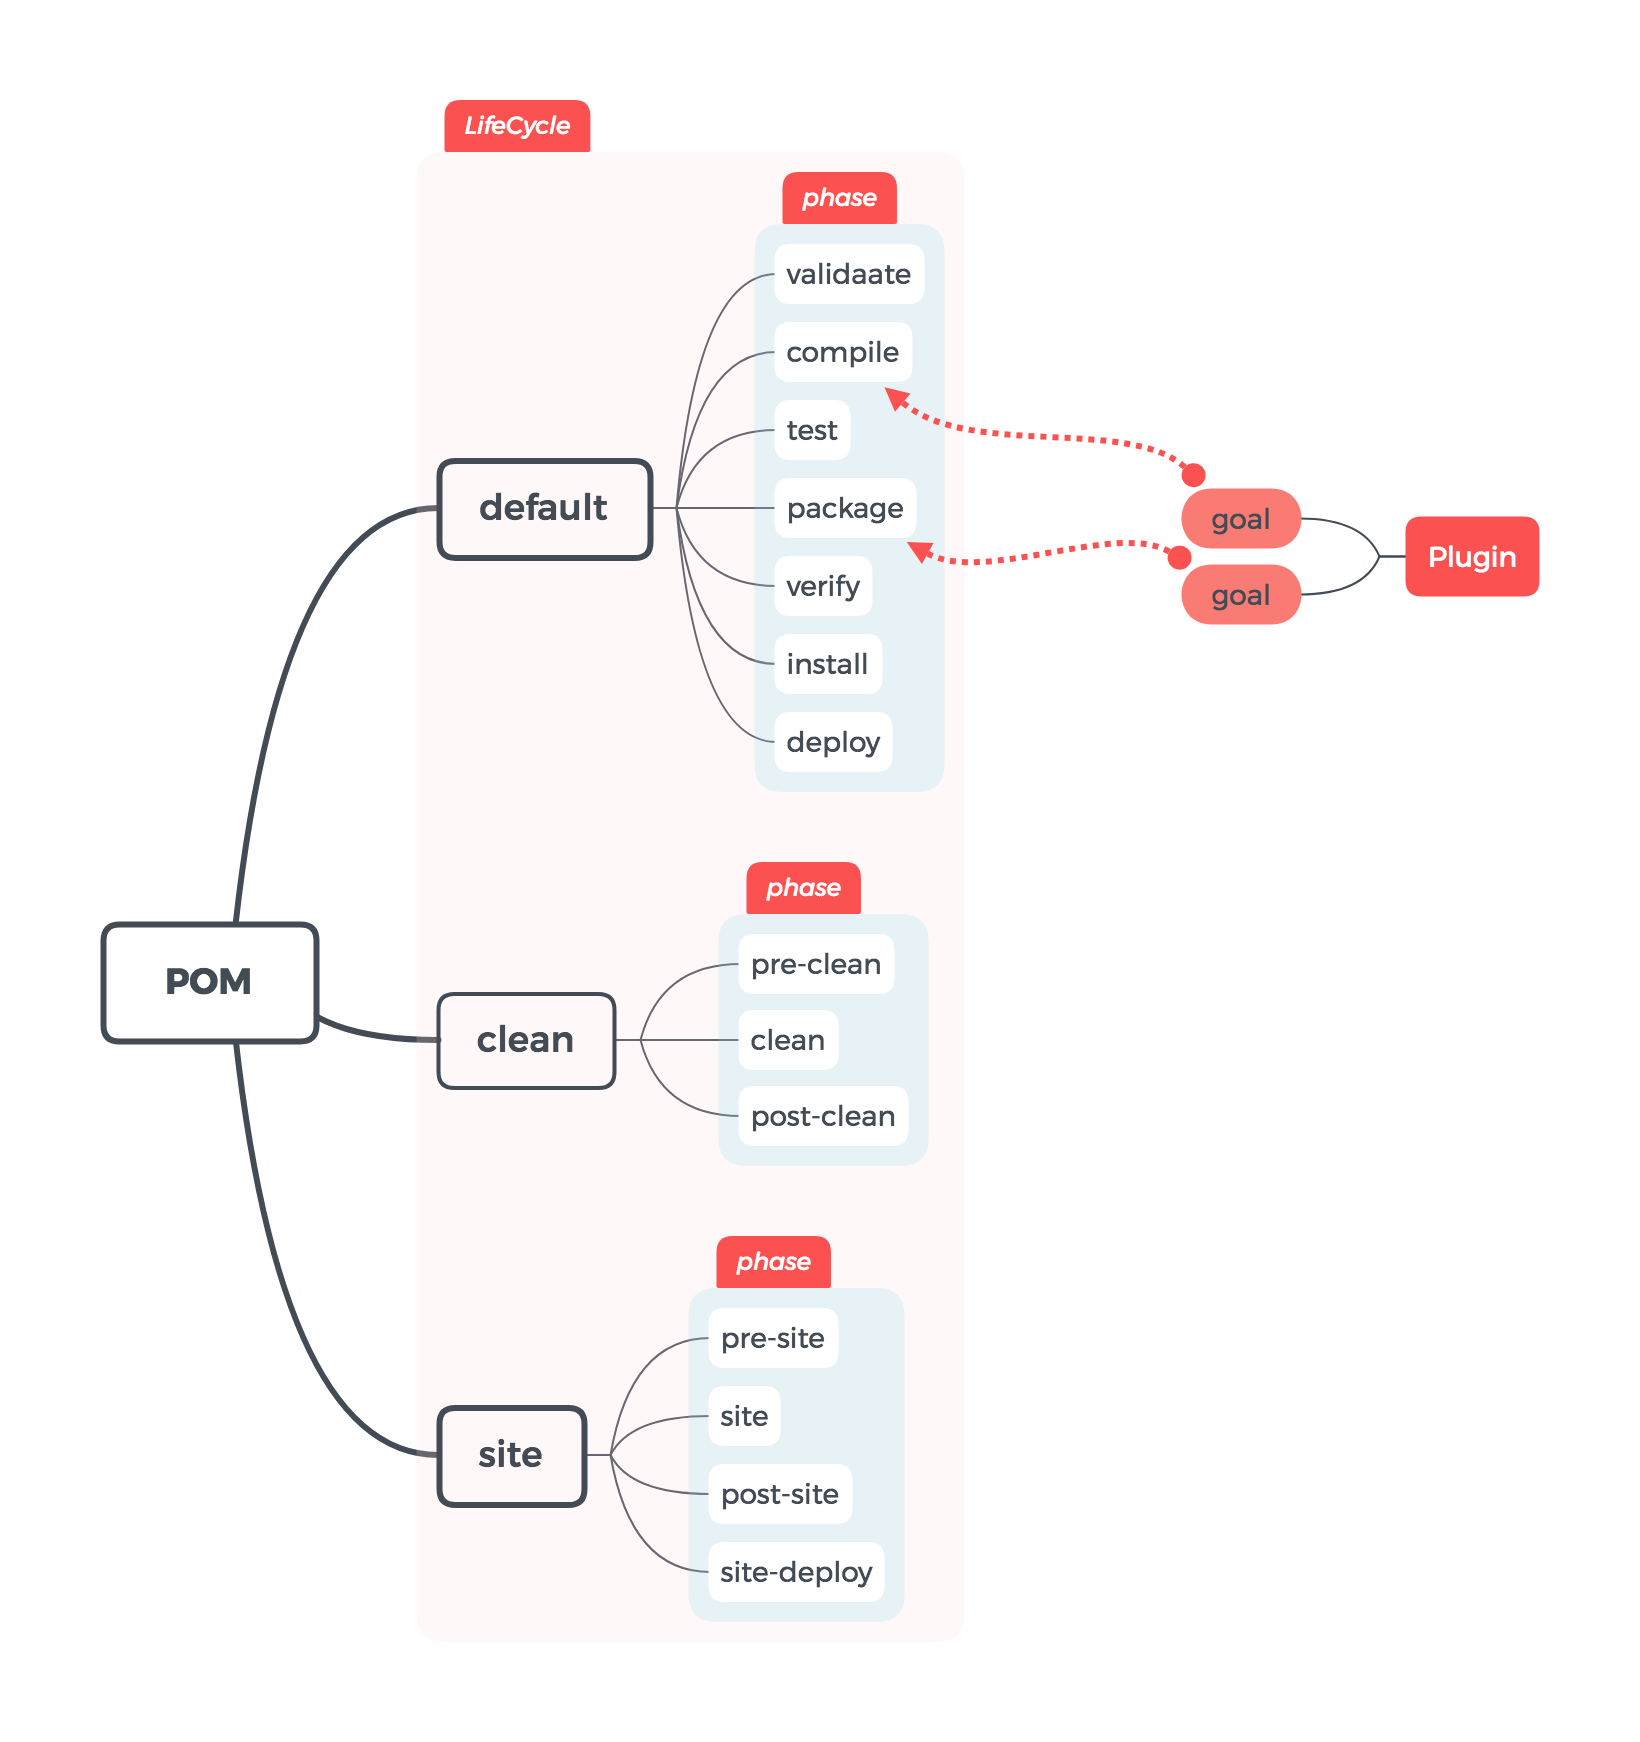 LifeCycle
phase
validaate
compile
test
default
package
verify
install
deploy
goal
goal
Plugin
POM
phase
pre-clean
clean
clean
post-clean
phase
pre-site
site
site
post-site
site-deploy